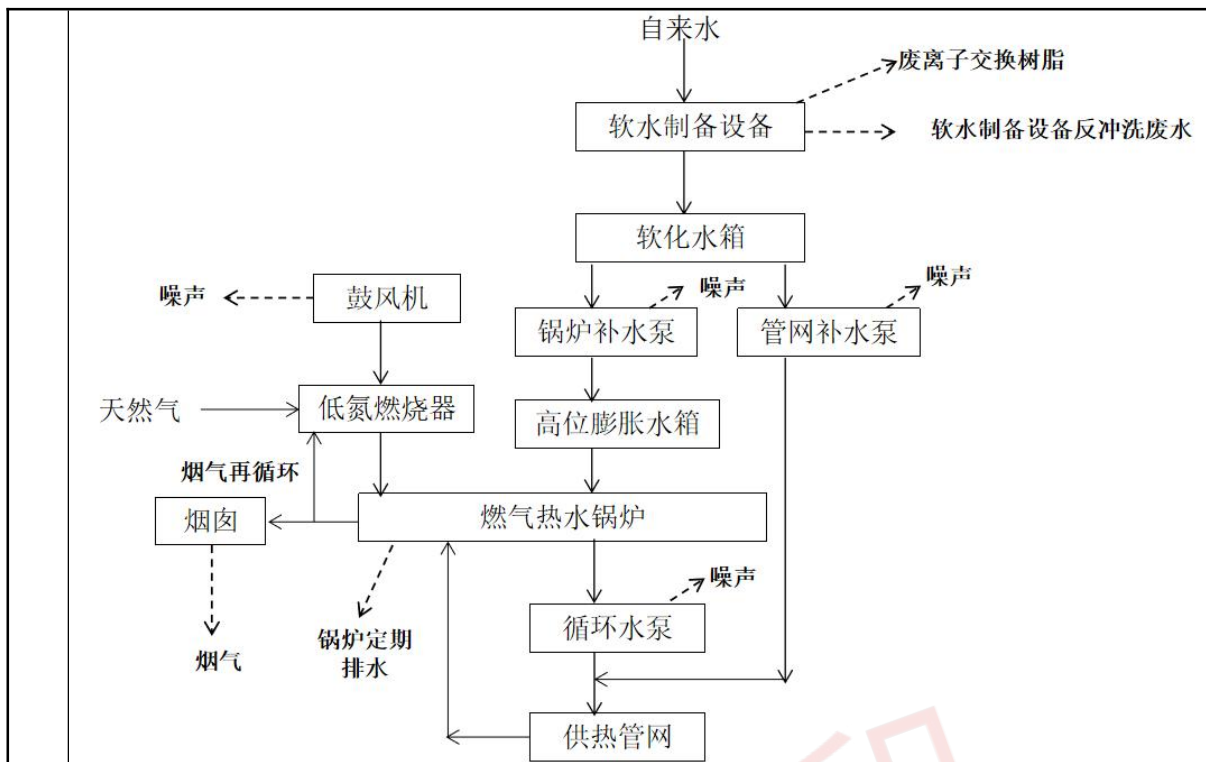 自来水
废离子交换树脂
软水制备设备
软水制备设备反冲洗废水
软化水箱
噪声
鼓风机
噪声
噪声
锅炉补水泵
管网补水泵
天然气
低氮燃烧器
高位膨胀水箱
烟气再循环
烟囱
燃气热水锅炉
噪声
循环水泵
烟气
锅炉定期
排水
供热管网